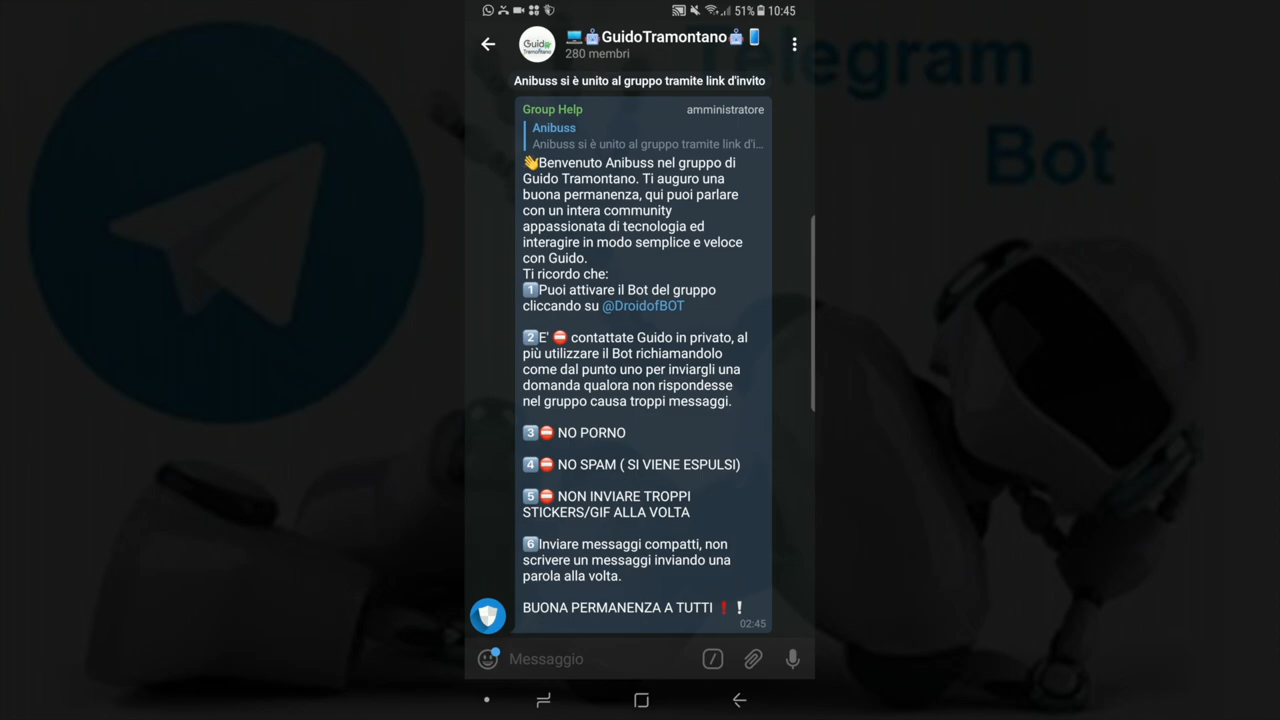 51% 10:45
GuidoTramontano
280 membri
Guido
Tramontano
Anibuss si è unito al gruppo tramite link d'invito
Group Help amministratore
Anibuss
Anibuss si è unito al gruppo tramite link d'i...
👋Benvenuto Anibuss nel gruppo di
Guido Tramontano. Ti auguro una
buona permanenza, qui puoi parlare
con un intera community
appassionata di tecnologia ed
interagire in modo semplice e veloce
con Guido.
Ti ricordo che:
1️⃣Puoi attivare il Bot del gruppo
cliccando su @DroidofBOT
2️⃣E' ⛔ contattate Guido in privato, al
più utilizzare il Bot richiamandolo
come dal punto uno per inviargli una
domanda qualora non rispondesse
nel gruppo causa troppi messaggi.
3️⃣⛔ NO PORNO
4️⃣⛔ NO SPAM ( SI VIENE ESPULSI)
5️⃣⛔ NON INVIARE TROPPI
STICKERS/GIF ALLA VOLTA
6️⃣Inviare messaggi compatti, non
scrivere un messaggi inviando una
parola alla volta.
BUONA PERMANENZA A TUTTI❗❕
02:45
Messaggio
elegram
Bot